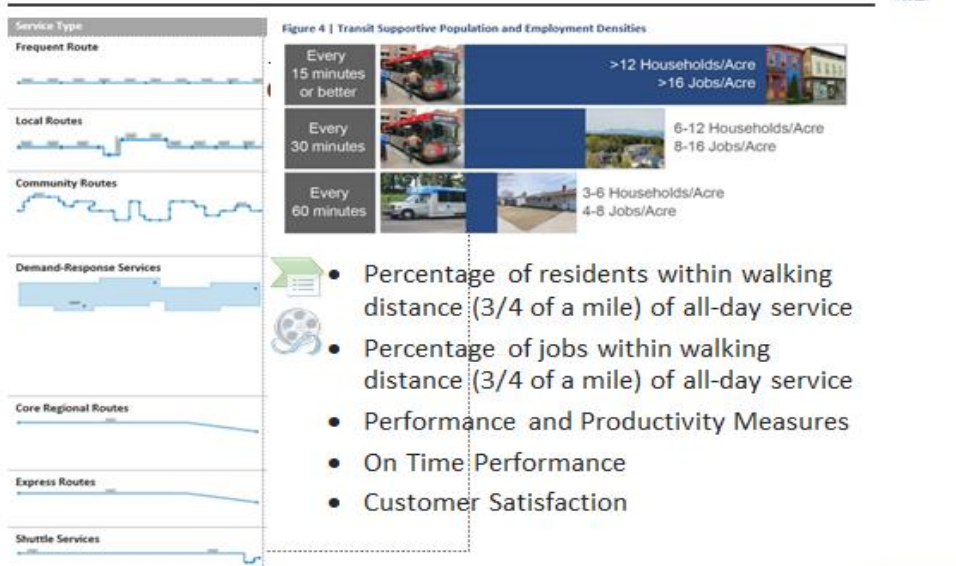 Service Type
Frequent Route
Local Routes
Community Routes
Demand-Response Services
Core Regional Routes
Express Routes
Shuttle Services
Figure 4 | Transit Supportive Population and Employment Densities
Every
15 minutes
or better
>12 Households/Acre
>16 Jobs/Acre
Every
30 minutes
6-12 Households/Acre
8-16 Jobs/Acre
Every
60 minutes
3-6 Households/Acre
4-8 Jobs/Acre
• Percentage of residents within walking
distance (3/4 of a mile) of all-day service
• Percentage of jobs within walking
distance (3/4 of a mile) of all-day service
• Performance and Productivity Measures
• On Time Performance
• Customer Satisfaction